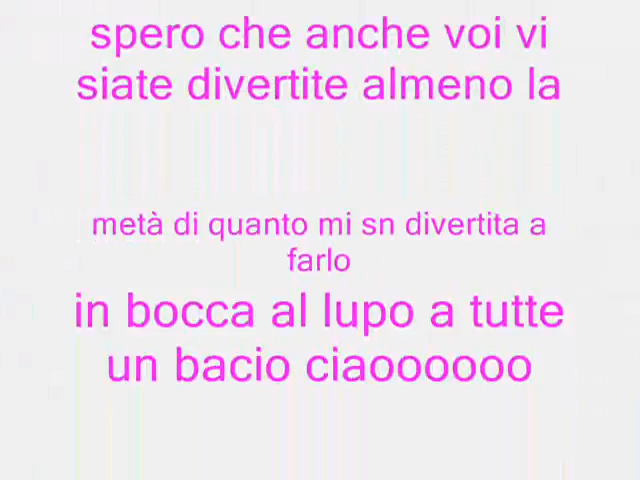 spero che anche voi vi
siate divertite almeno la
metà di quanto mi sn divertita a
farlo
in bocca al lupo a tutte
un bacio ciaoooooo